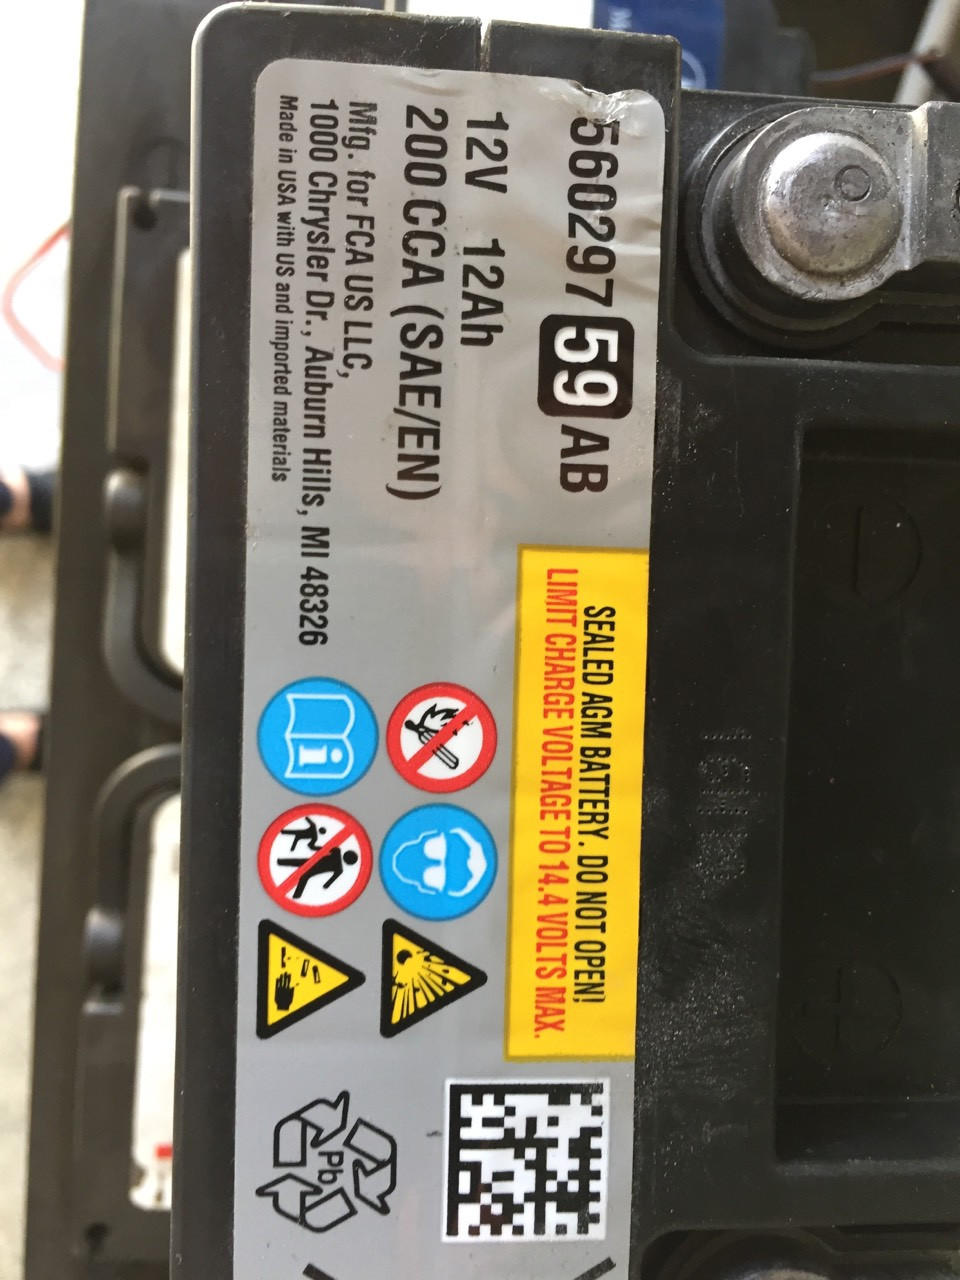 56029759AB
12V 12Ah
200 CCA (SAE/EN)
Mfg. for FCA US LLC,
1000 Chrysler Dr., Auburn Hills, MI 48326
Made in USA with US and imported materials
SEALED AGM BATTERY. DO NOT OPEN!
LIMIT CHARGE VOLTAGE TO 14.4 VOLTS MAX.
Pb